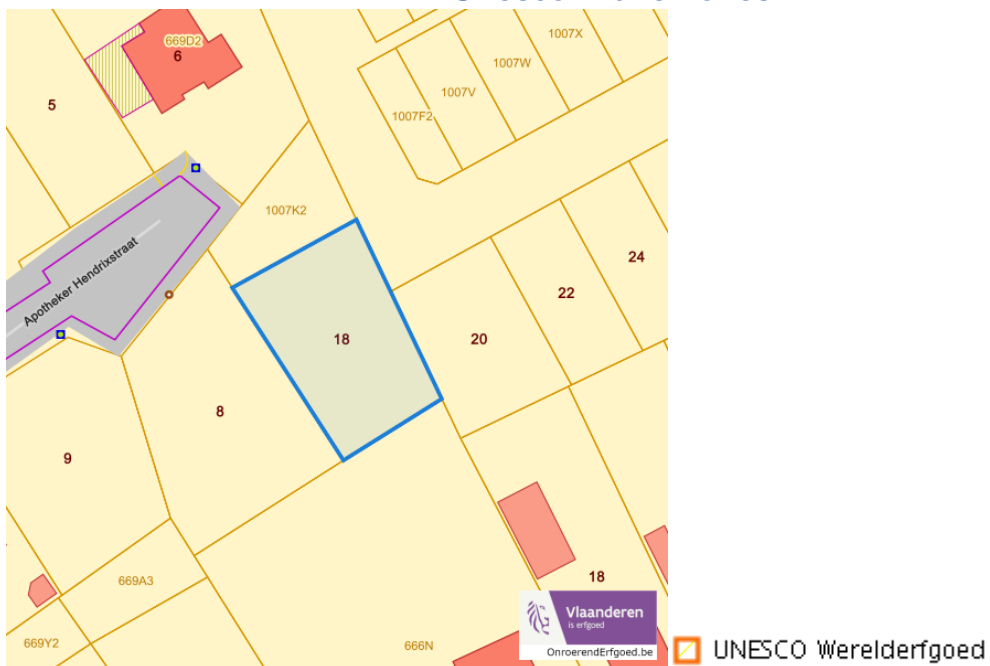 669D2
6
1007X
1007W
1007V
1007F2
5
1007K2
Apotheker Hendrixstraat
24
22
18
20
8
9
18
669A3
669Y2
666N
Vlaanderen
is erfgoed
OnroerendErfgoed.be
UNESCO Werelderfgoed